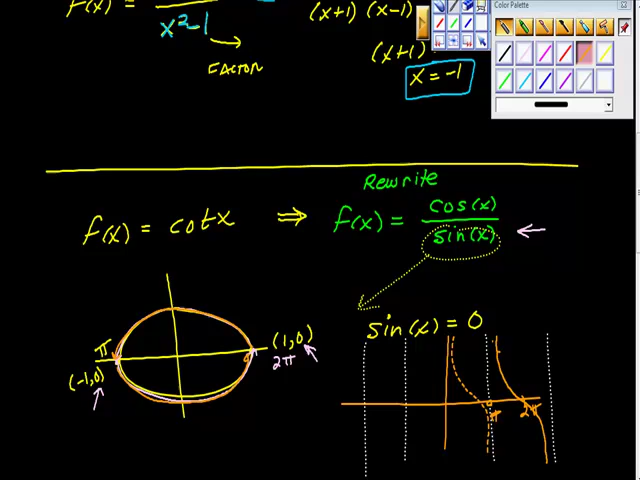 f(x) =
x²-1
FACTOR
(x+1) (x-1)
(x+1)
x = -1
Color Palette
Rewrite
f(x) = cotx ⇒ f(x) = cos(x)
sin(x)
sin(x) = 0
π
(1,0)
2π
(-1,0)
π
2π